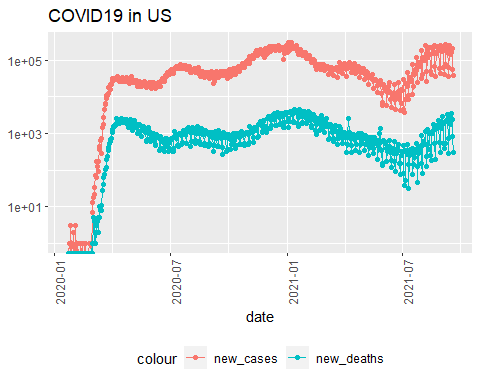 COVID19 in US
1e+05
1e+03
1e+01
2020-01
2020-07
2021-01
2021-07
date
colour new_cases new_deaths